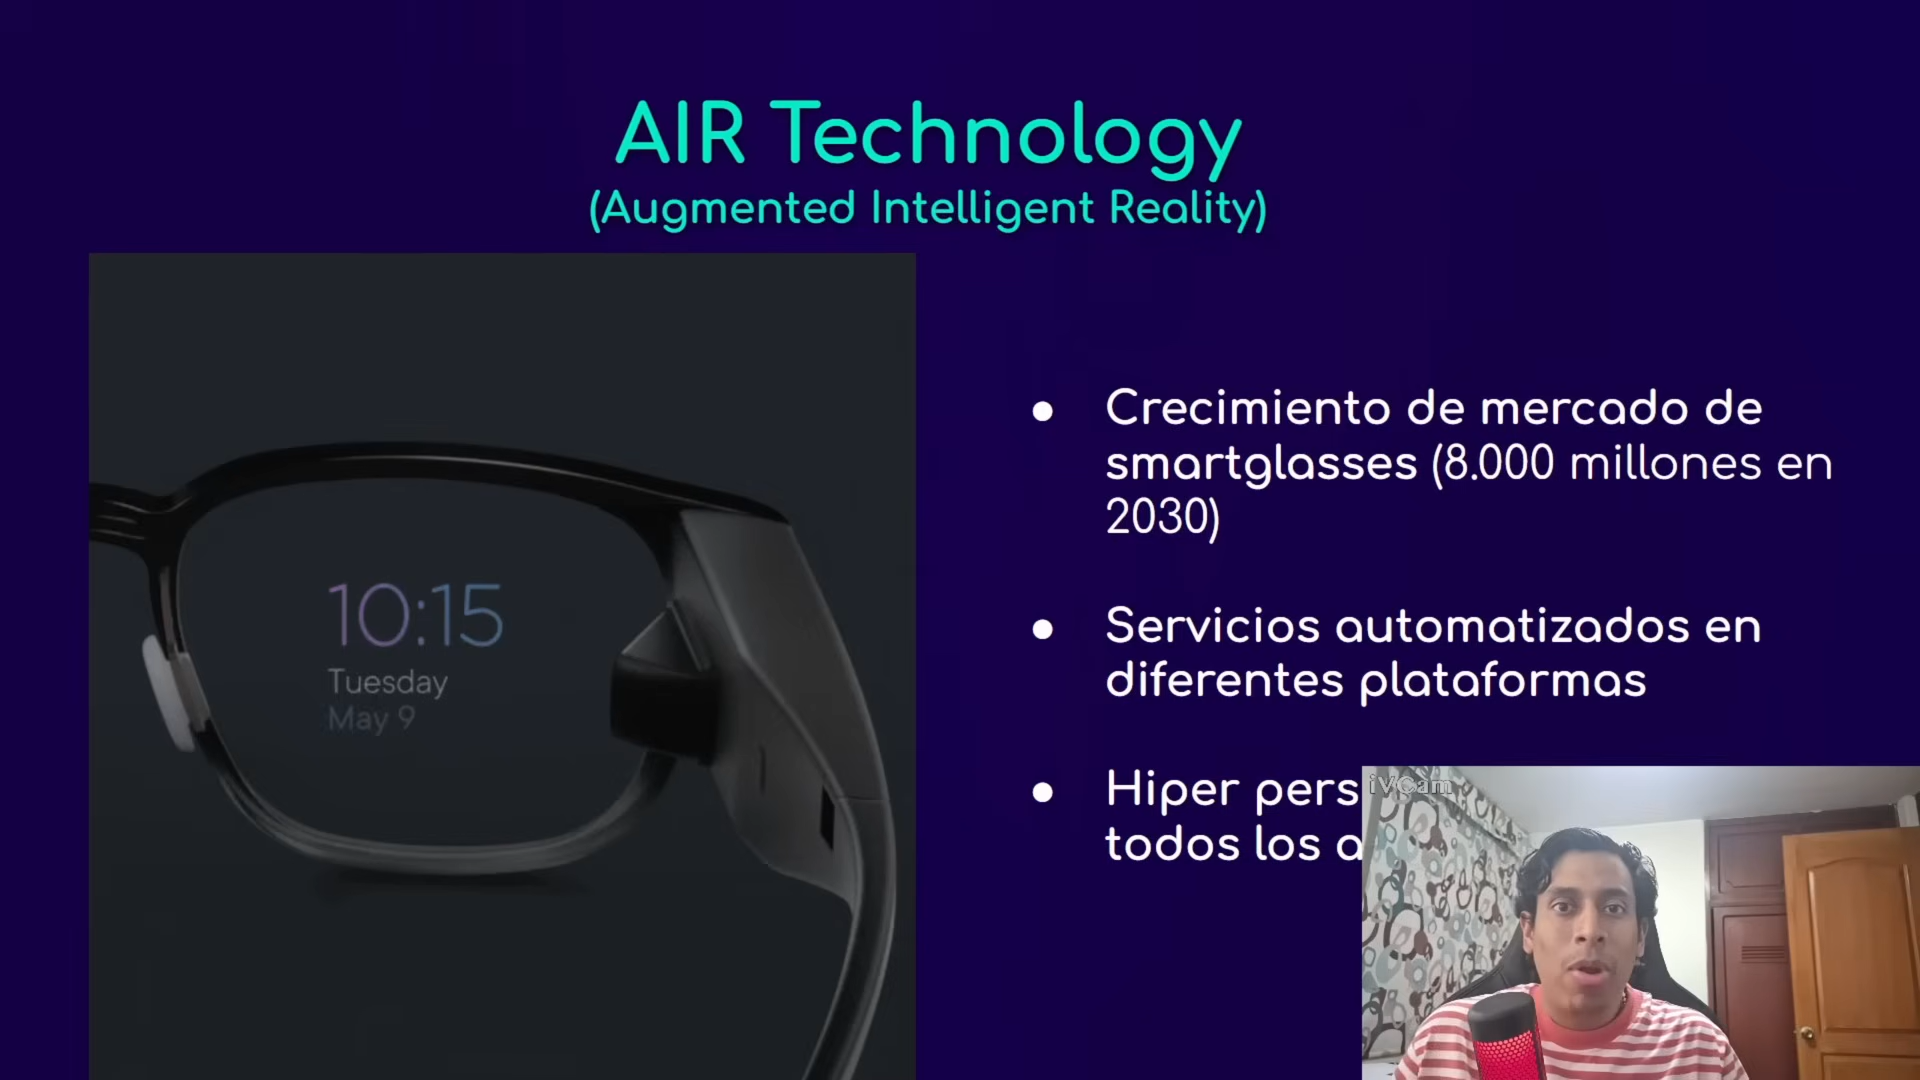 AIR Technology
(Augmented Intelligent Reality)
10:15
Tuesday
May 9
● Crecimiento de mercado de
smartglasses (8.000 millones en
2030)
● Servicios automatizados en
diferentes plataformas
● Hiper pers
todos los a
iVCam